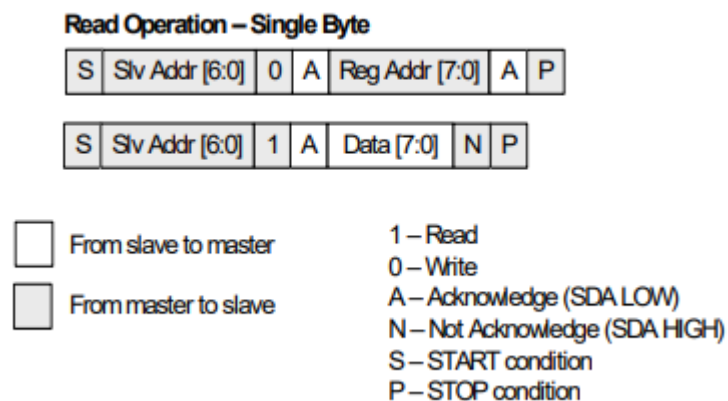 Read Operation – Single Byte
S Slv Addr [6:0] 0 A Reg Addr [7:0] A P
S Slv Addr [6:0] 1 A Data [7:0] N P
From slave to master
From master to slave
1 – Read
0 – Write
A – Acknowledge (SDA LOW)
N – Not Acknowledge (SDA HIGH)
S – START condition
P – STOP condition